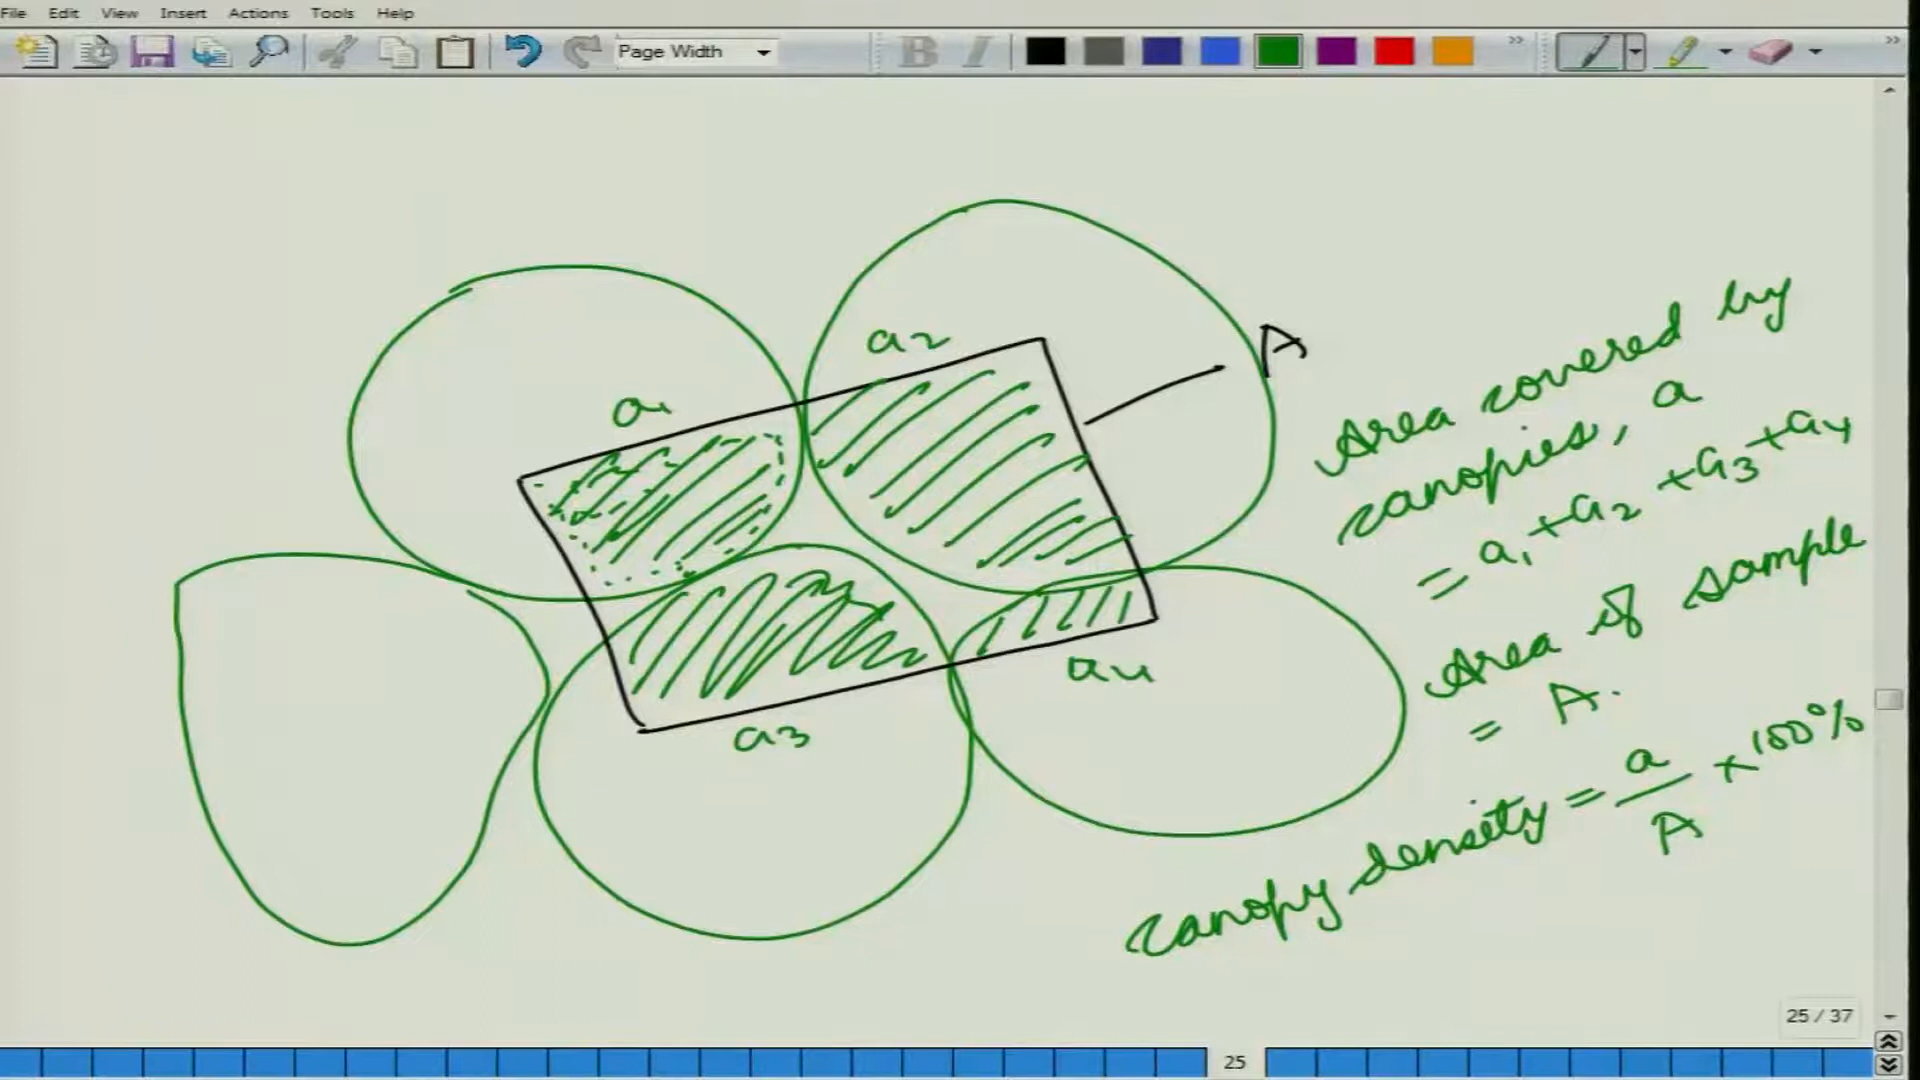 File Edit View Insert Actions Tools Help
Page Width
B I
a1
a2
A
a3
a4
Area covered by
canopies, a
= a1 + a2 + a3 + a4
Area of sample
= A.
canopy density = a/A × 100%
25 / 37
25